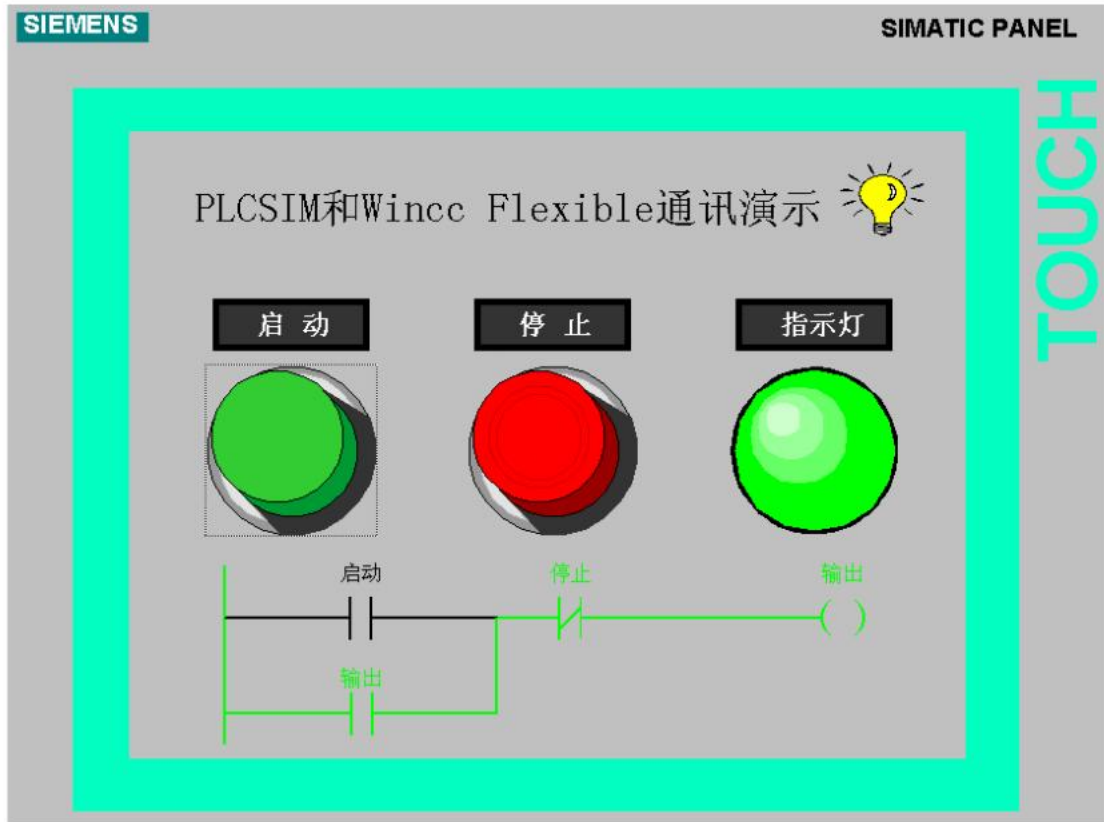 SIEMENS
SIMATIC PANEL
TOUCH
PLCSIM和Wincc Flexible通讯演示
启 动
停 止
指示灯
启动
停止
输出
输出